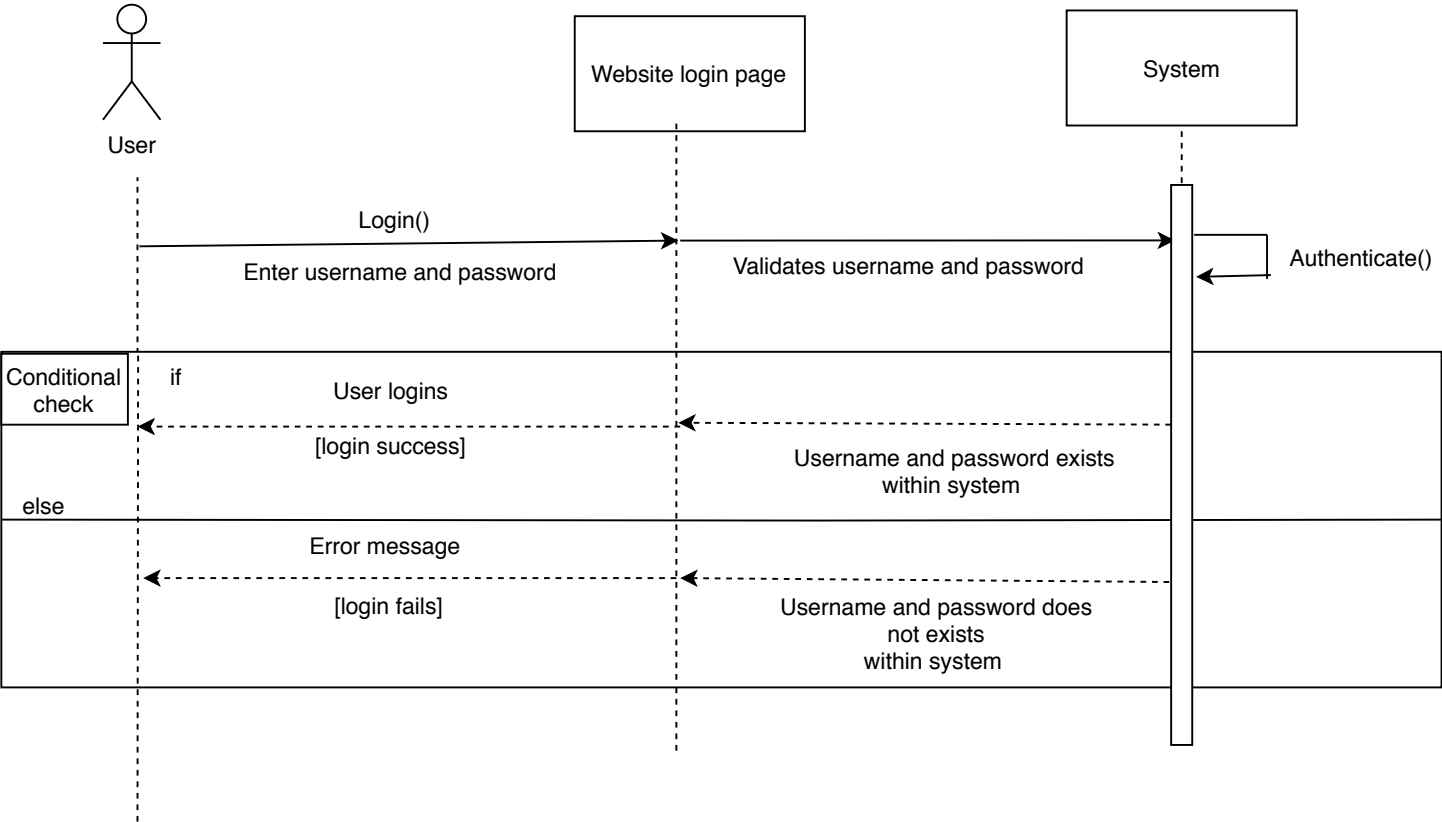 User
Website login page
System
Login()
Enter username and password
Validates username and password
Authenticate()
Conditional
check
if
User logins
[login success]
Username and password exists
within system
else
Error message
[login fails]
Username and password does
not exists
within system